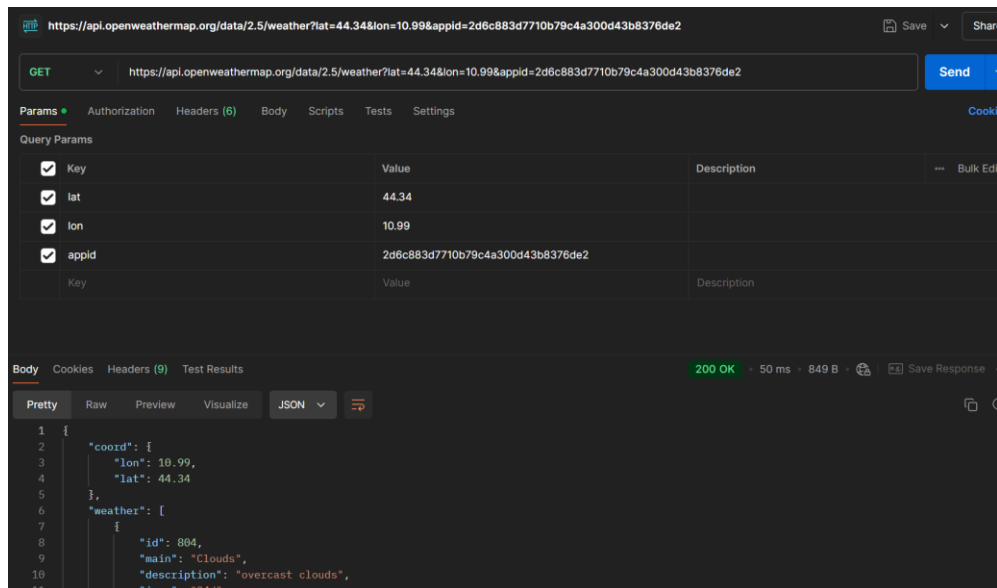 HTTP https://api.openweathermap.org/data/2.5/weather?lat=44.34&lon=10.99&appid=2d6c883d7710b79c4a300d43b8376de2 Save Shar
GET https://api.openweathermap.org/data/2.5/weather?lat=44.34&lon=10.99&appid=2d6c883d7710b79c4a300d43b8376de2 Send
Params Authorization Headers (6) Body Scripts Tests Settings Cooki
Query Params
Key Value Description ... Bulk Edi
lat 44.34
lon 10.99
appid 2d6c883d7710b79c4a300d43b8376de2
Key Value Description
Body Cookies Headers (9) Test Results 200 OK 50 ms 849 B Save Response
Pretty Raw Preview Visualize JSON
1 {
2 "coord": {
3 "lon": 10.99,
4 "lat": 44.34
5 },
6 "weather": [
7 {
8 "id": 804,
9 "main": "Clouds",
10 "description": "overcast clouds",